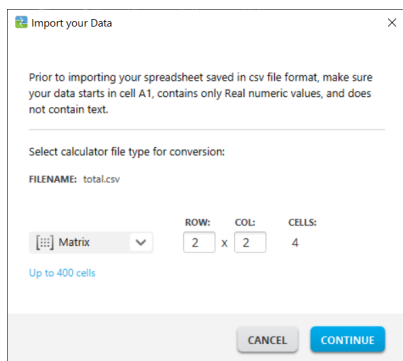 Import your Data
Prior to importing your spreadsheet saved in csv file format, make sure
your data starts in cell A1, contains only Real numeric values, and does
not contain text.
Select calculator file type for conversion:
FILENAME: total.csv
ROW: COL: CELLS:
Matrix 2 x 2 4
Up to 400 cells
CANCEL CONTINUE